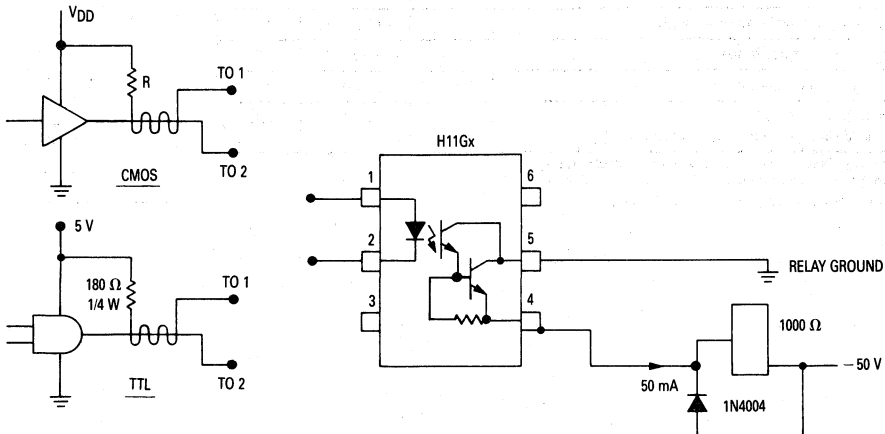 VDD
R
TO 1
TO 2
CMOS
5 V
180 Ω
1/4 W
TO 1
TO 2
TTL
H11Gx
1
6
2
5
3
4
RELAY GROUND
1000 Ω
50 mA
1N4004
−50 V